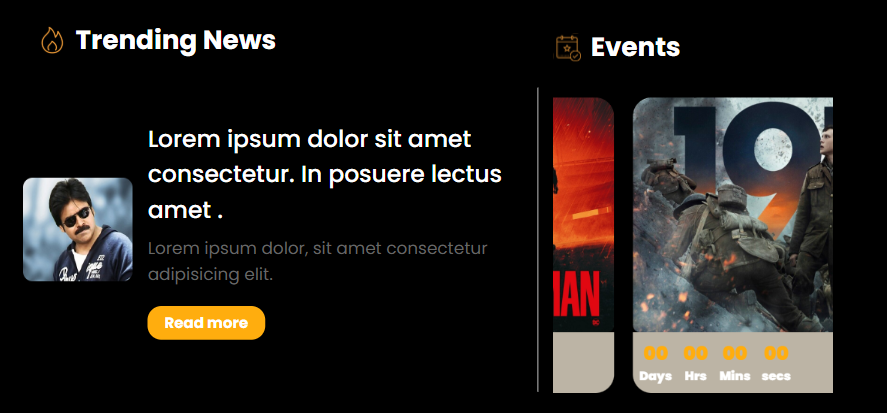 Trending News
Events
Lorem ipsum dolor sit amet
consectetur. In posuere lectus
amet .
Lorem ipsum dolor, sit amet consectetur
adipisicing elit.
Read more
MAN
19
00 00 00 00
Days Hrs Mins secs